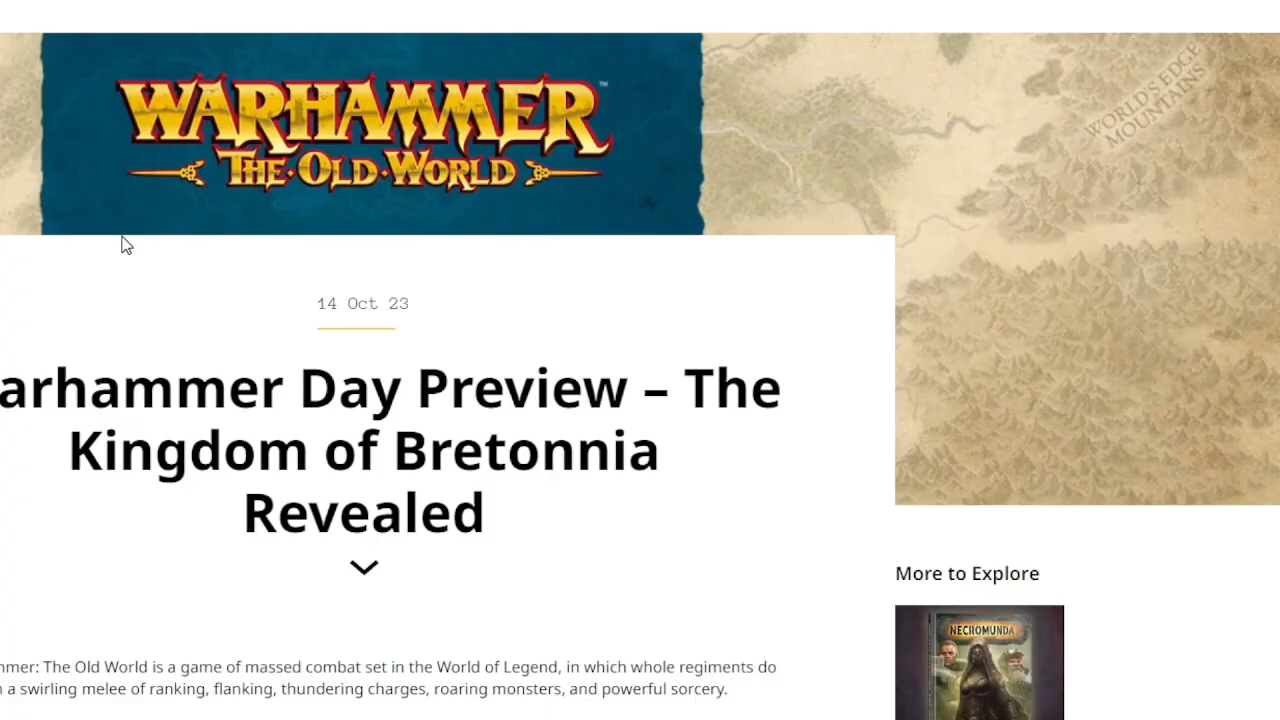 WARHAMMER™
THE·OLD·WORLD
WORLD'S EDGE
MOUNTAINS
14 Oct 23
arhammer Day Preview – The
Kingdom of Bretonnia
Revealed
More to Explore
NECROMUNDA
mmer: The Old World is a game of massed combat set in the World of Legend, in which whole regiments do
a swirling melee of ranking, flanking, thundering charges, roaring monsters, and powerful sorcery.